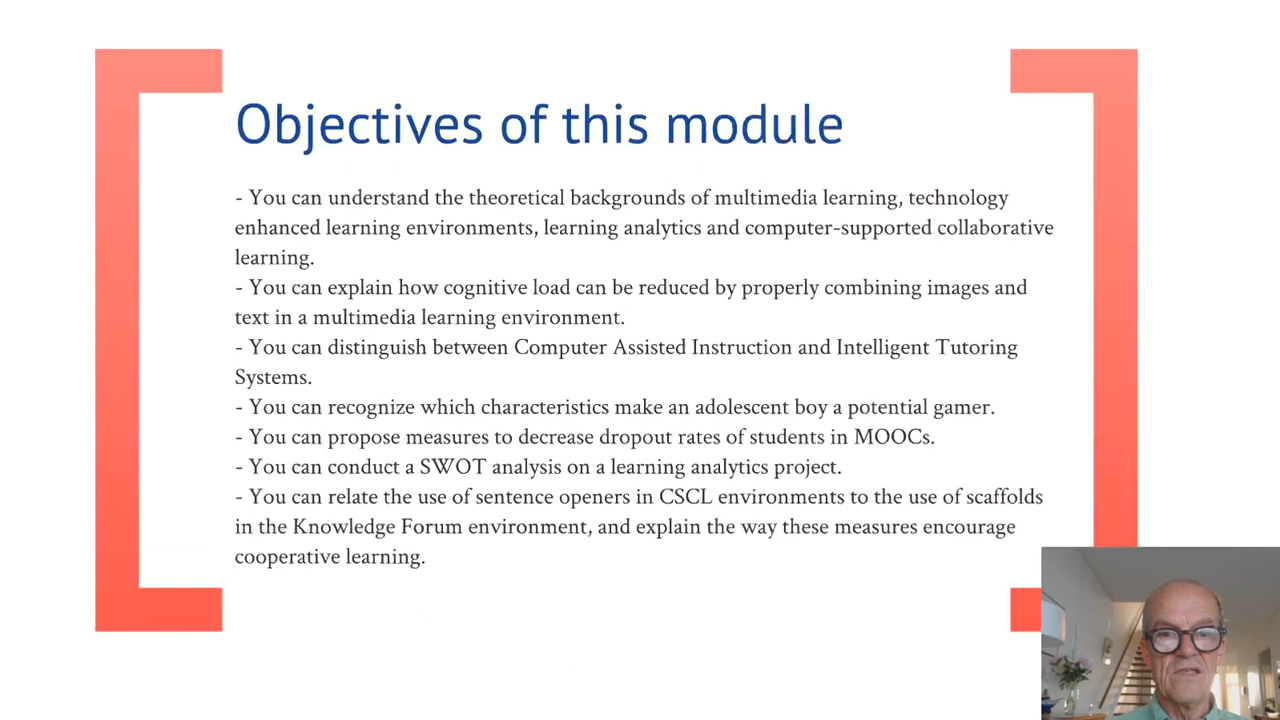 Objectives of this module
- You can understand the theoretical backgrounds of multimedia learning, technology
enhanced learning environments, learning analytics and computer-supported collaborative
learning.
- You can explain how cognitive load can be reduced by properly combining images and
text in a multimedia learning environment.
- You can distinguish between Computer Assisted Instruction and Intelligent Tutoring
Systems.
- You can recognize which characteristics make an adolescent boy a potential gamer.
- You can propose measures to decrease dropout rates of students in MOOCs.
- You can conduct a SWOT analysis on a learning analytics project.
- You can relate the use of sentence openers in CSCL environments to the use of scaffolds
in the Knowledge Forum environment, and explain the way these measures encourage
cooperative learning.